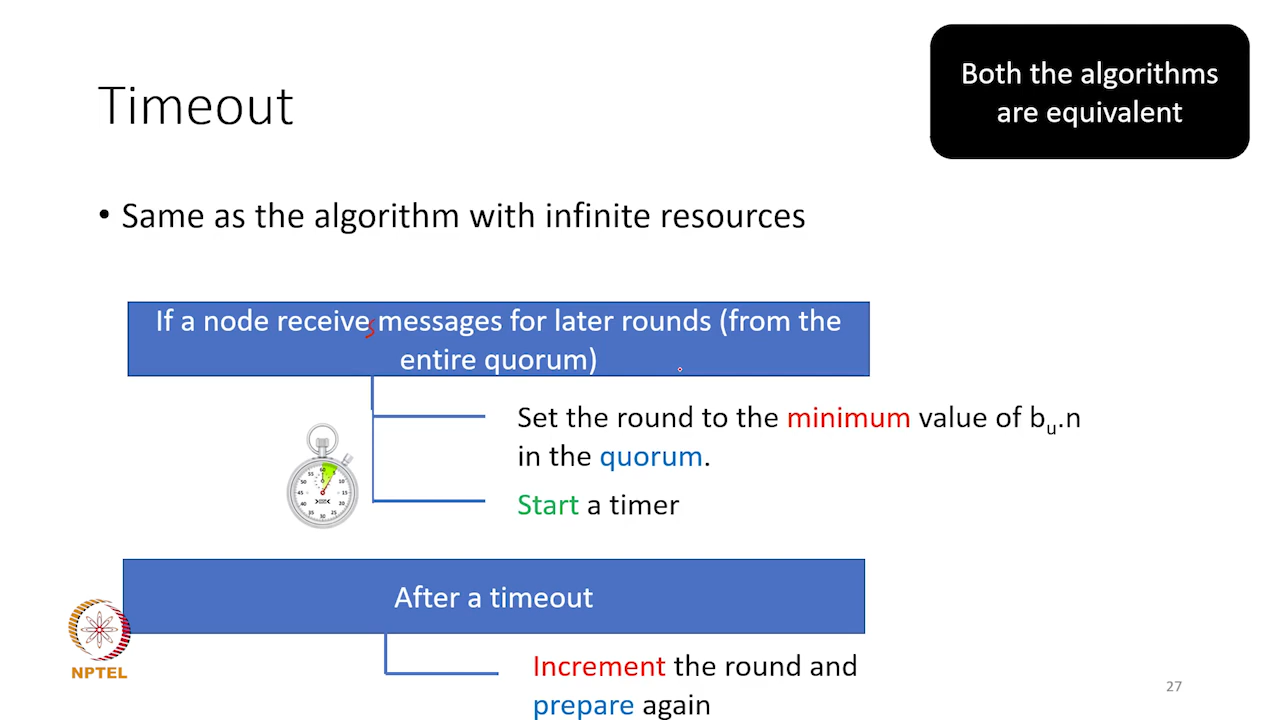 Both the algorithms
are equivalent
Timeout
• Same as the algorithm with infinite resources
If a node receives messages for later rounds (from the
entire quorum)
Set the round to the minimum value of bu.n
in the quorum.
Start a timer
After a timeout
Increment the round and
prepare again
NPTEL
27